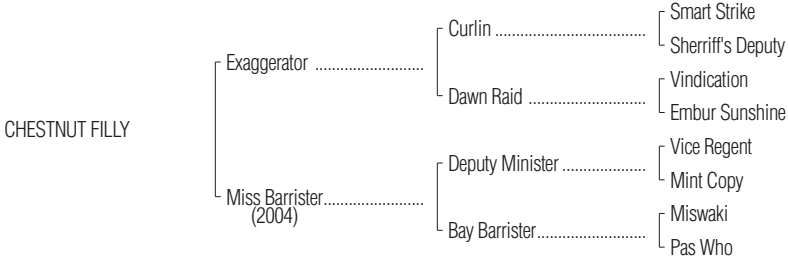 Smart Strike
Curlin ....................................
Sherriff's Deputy
Exaggerator ..........................
Vindication
Dawn Raid ............................
Embur Sunshine
CHESTNUT FILLY
Vice Regent
Deputy Minister ....................
Mint Copy
Miss Barrister........................
(2004)
Miswaki
Bay Barrister..........................
Pas Who